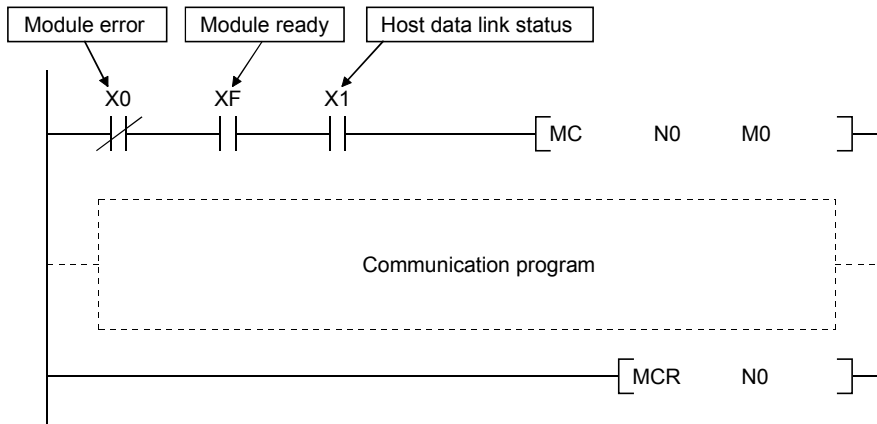 Module error
Module ready
Host data link status
X0 XF X1
MC N0 M0
Communication program
MCR N0